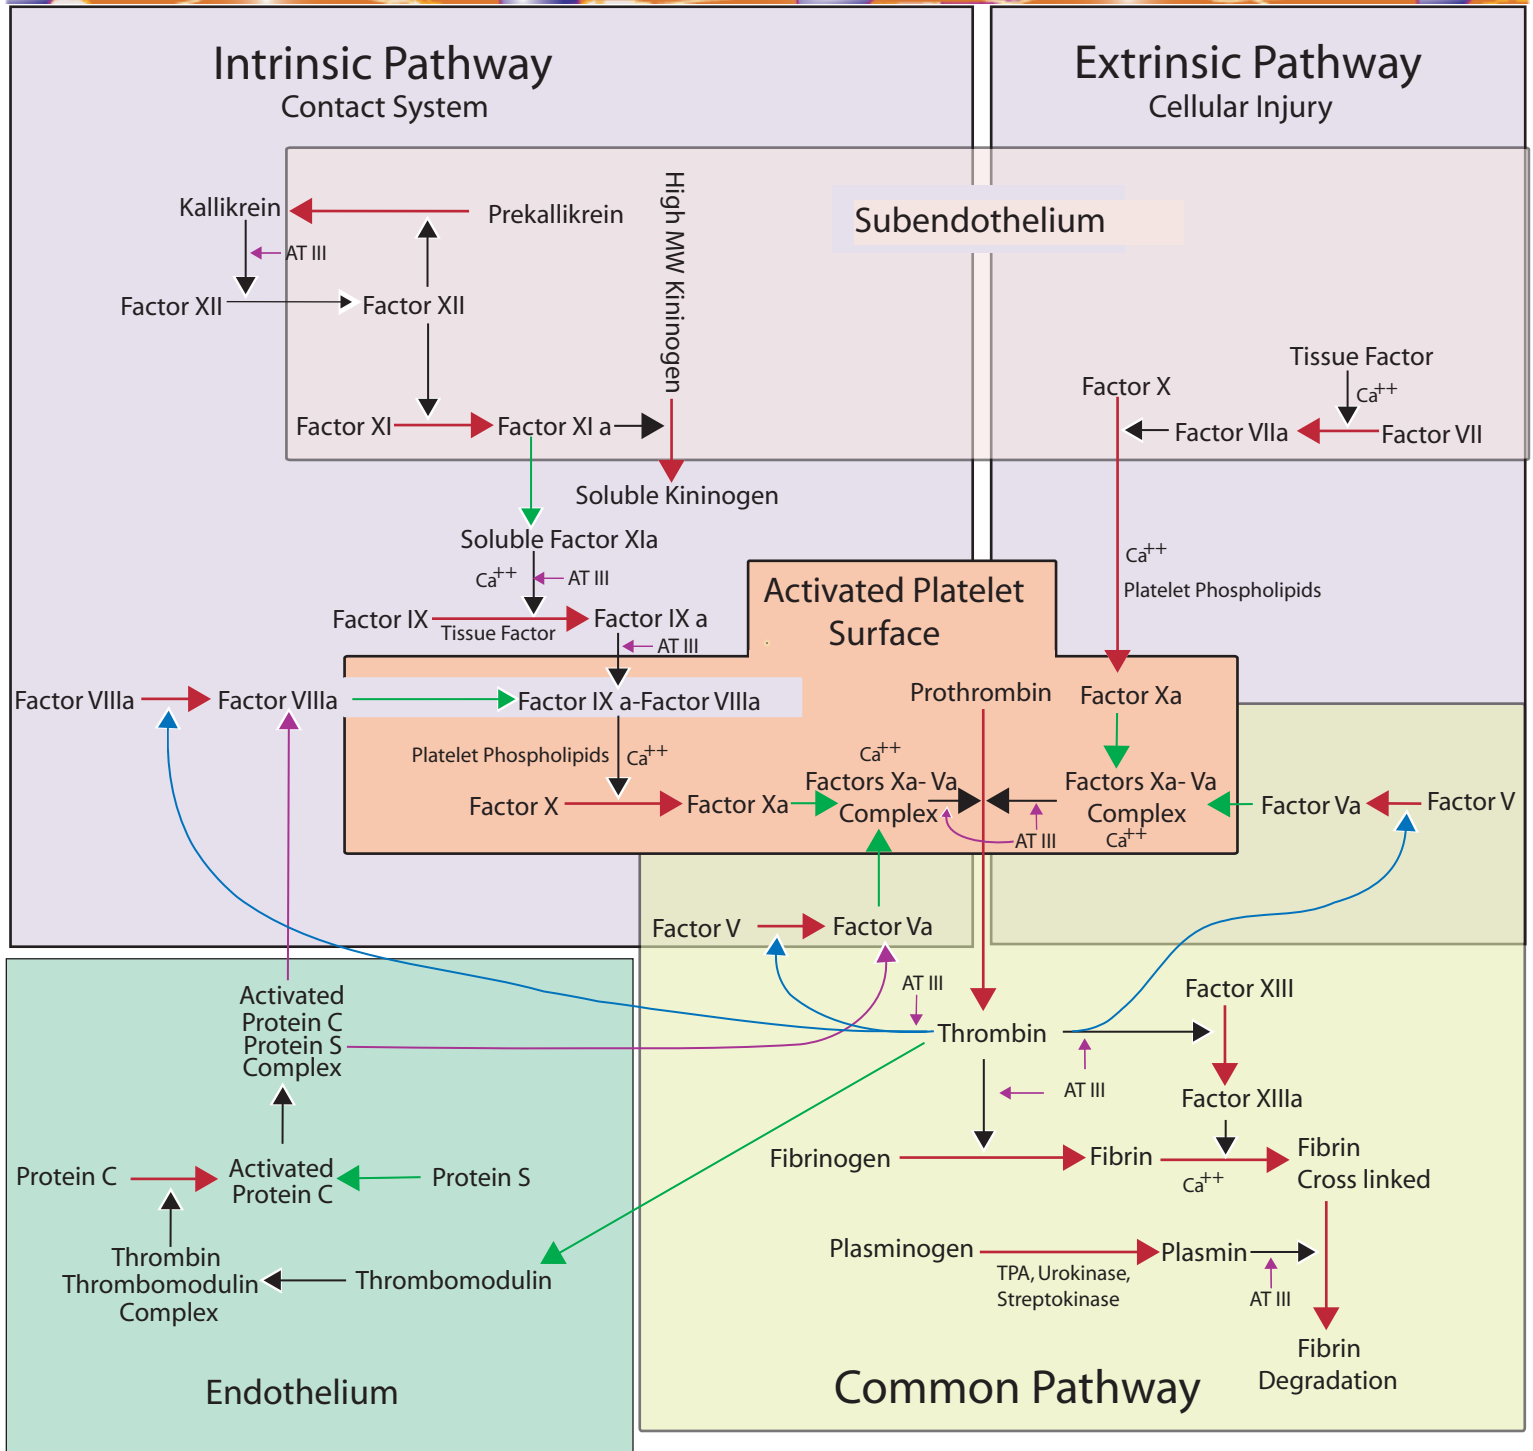 Intrinsic Pathway
Contact System
Extrinsic Pathway
Cellular Injury
Subendothelium
Kallikrein
Prekallikrein
High MW Kininogen
AT III
Factor XII
Factor XII
Tissue Factor
Ca++
Factor X
Factor XI
Factor XI a
Factor VIIa
Factor VII
Soluble Kininogen
Soluble Factor XIa
Ca++
AT III
Ca++
Platelet Phospholipids
Factor IX
Tissue Factor
Factor IX a
AT III
Activated Platelet
Surface
Factor VIIIa
Factor VIIIa
Factor IX a-Factor VIIIa
Prothrombin
Factor Xa
Platelet Phospholipids
Ca++
Ca++
Factor X
Factor Xa
Factors Xa- Va
Complex
Factors Xa- Va
Complex
Ca++
AT III
Factor Va
Factor V
Factor V
Factor Va
AT III
Thrombin
Factor XIII
AT III
Factor XIIIa
Activated
Protein C
Protein S
Complex
Fibrinogen
Fibrin
Ca++
Fibrin
Cross linked
Protein C
Activated
Protein C
Protein S
Thrombin
Thrombomodulin
Complex
Thrombomodulin
Plasminogen
TPA, Urokinase,
Streptokinase
Plasmin
AT III
Fibrin
Degradation
Endothelium
Common Pathway